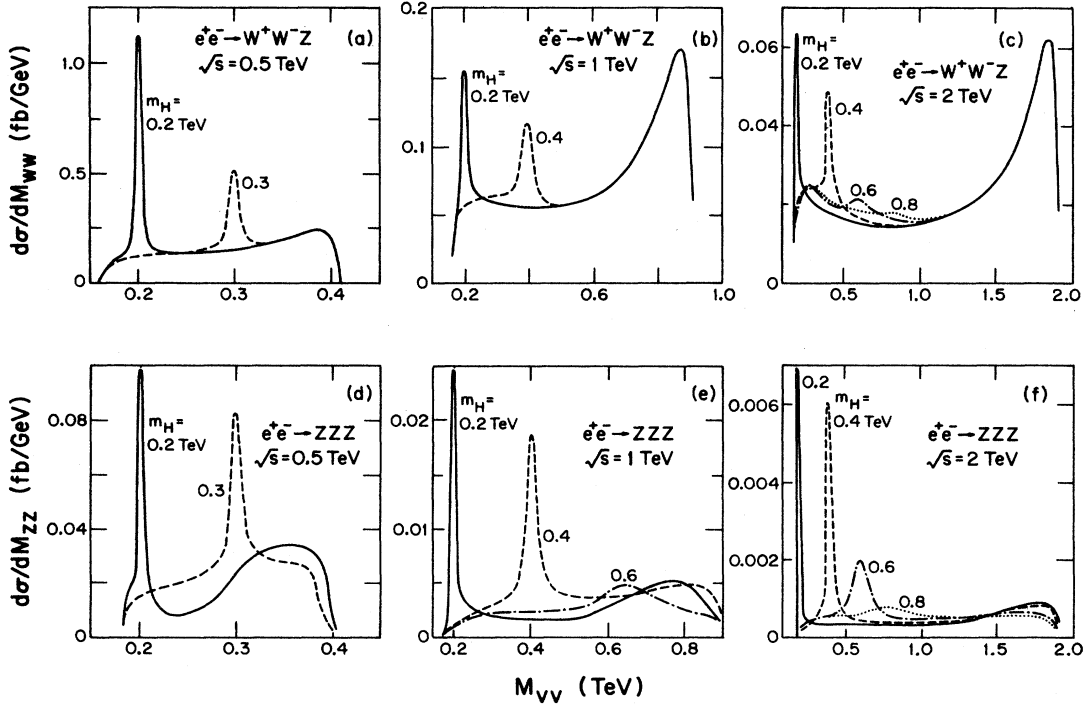 dσ/dM_WW (fb/GeV)
1.0
0.5
0
0.2 0.3 0.4
e⁺e⁻→W⁺W⁻Z (a)
√s = 0.5 TeV
m_H =
0.2 TeV
0.3
0.2
0.1
0
0.2 0.6 1.0
e⁺e⁻→W⁺W⁻Z (b)
√s = 1 TeV
m_H =
0.2 TeV
0.4
0.06
0.04
0
0.5 1.0 1.5 2.0
m_H =
0.2 TeV
(c)
e⁺e⁻→W⁺W⁻Z
√s = 2 TeV
0.4
0.6
0.8
dσ/dM_ZZ (fb/GeV)
0.08
0.04
0
0.2 0.3 0.4
(d)
m_H =
0.2 TeV
e⁺e⁻→ZZZ
√s = 0.5 TeV
0.3
0.02
0.01
0
0.2 0.4 0.6 0.8
(e)
m_H =
0.2 TeV
e⁺e⁻→ZZZ
√s = 1 TeV
0.4
0.6
0.006
0.004
0.002
0
0.5 1.0 1.5 2.0
0.2
(f)
m_H =
0.4 TeV
e⁺e⁻→ZZZ
√s = 2 TeV
0.6
0.8
M_VV (TeV)